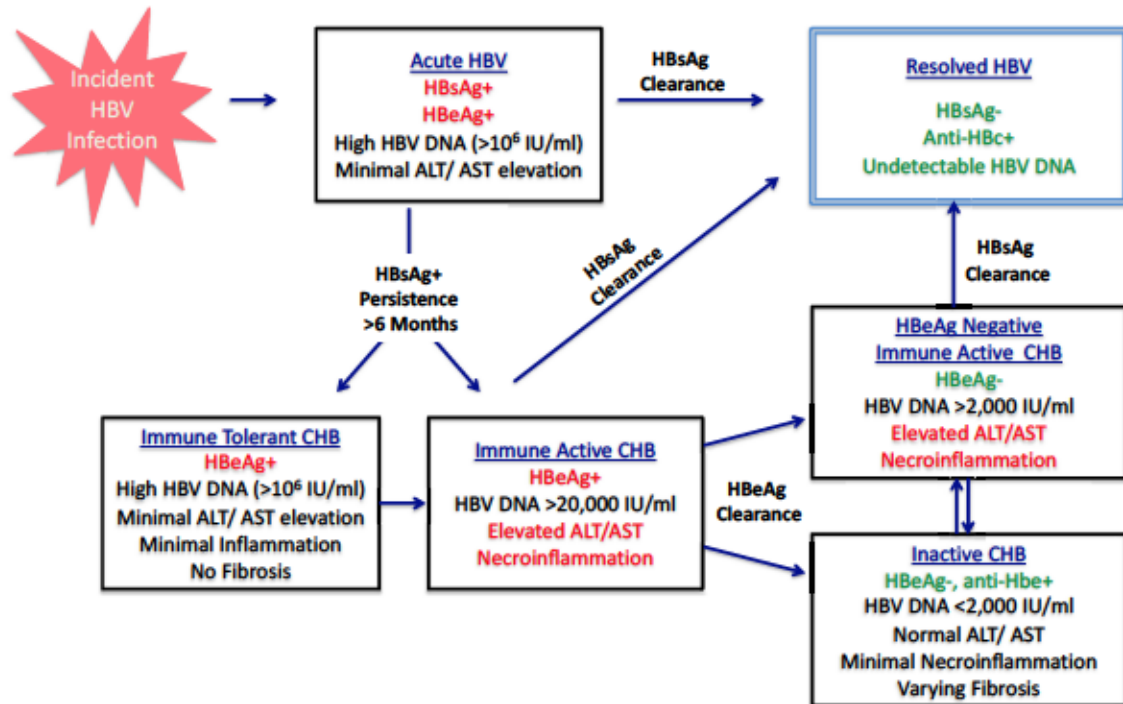 Incident
HBV
Infection
Acute HBV
HBsAg+
HBeAg+
High HBV DNA (>10⁶ IU/ml)
Minimal ALT/ AST elevation
HBsAg
Clearance
Resolved HBV
HBsAg-
Anti-HBc+
Undetectable HBV DNA
HBsAg+
Persistence
>6 Months
HBsAg
Clearance
HBsAg
Clearance
Immune Tolerant CHB
HBeAg+
High HBV DNA (>10⁶ IU/ml)
Minimal ALT/ AST elevation
Minimal Inflammation
No Fibrosis
Immune Active CHB
HBeAg+
HBV DNA >20,000 IU/ml
Elevated ALT/AST
Necroinflammation
HBeAg
Clearance
HBeAg Negative
Immune Active CHB
HBeAg-
HBV DNA >2,000 IU/ml
Elevated ALT/AST
Necroinflammation
Inactive CHB
HBeAg-, anti-Hbe+
HBV DNA <2,000 IU/ml
Normal ALT/ AST
Minimal Necroinflammation
Varying Fibrosis